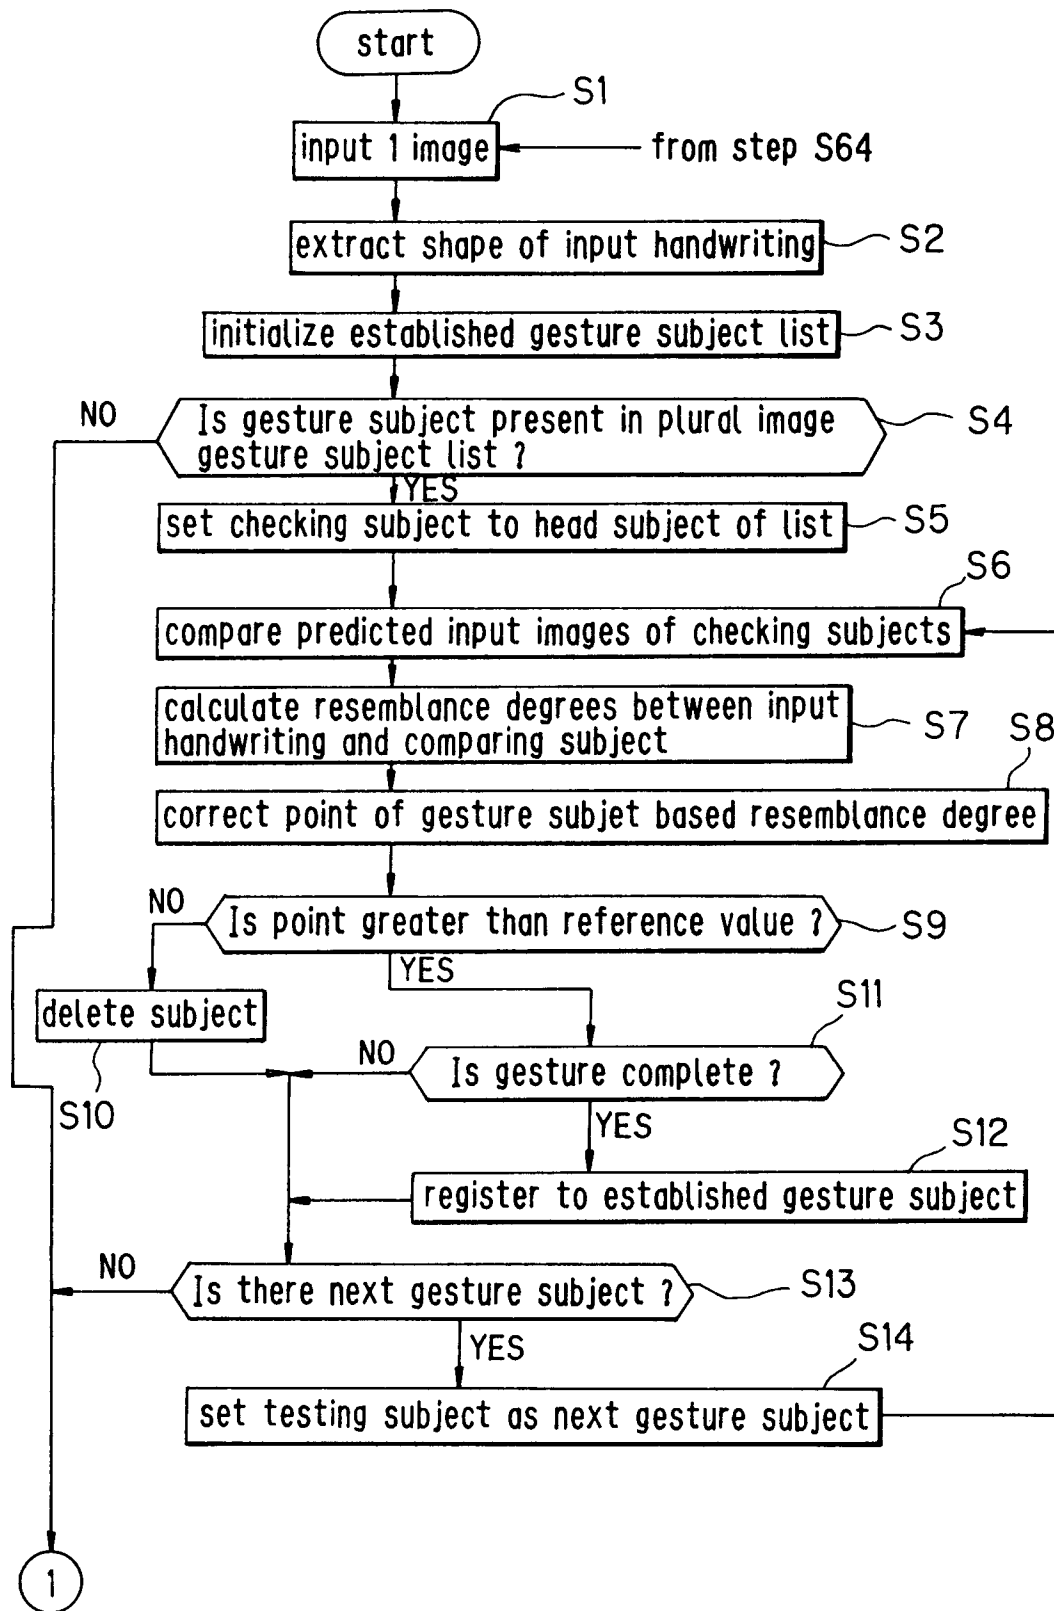 start
S1
input 1 image
from step S64
extract shape of input handwriting
S2
initialize established gesture subject list
S3
NO
Is gesture subject present in plural image
gesture subject list ?
S4
YES
set checking subject to head subject of list
S5
S6
compare predicted input images of checking subjects
calculate resemblance degrees between input
handwriting and comparing subject
S7
S8
correct point of gesture subjet based resemblance degree
NO
Is point greater than reference value ?
S9
YES
delete subject
S10
S11
NO
Is gesture complete ?
YES
S12
register to established gesture subject
NO
Is there next gesture subject ?
S13
YES
S14
set testing subject as next gesture subject
1